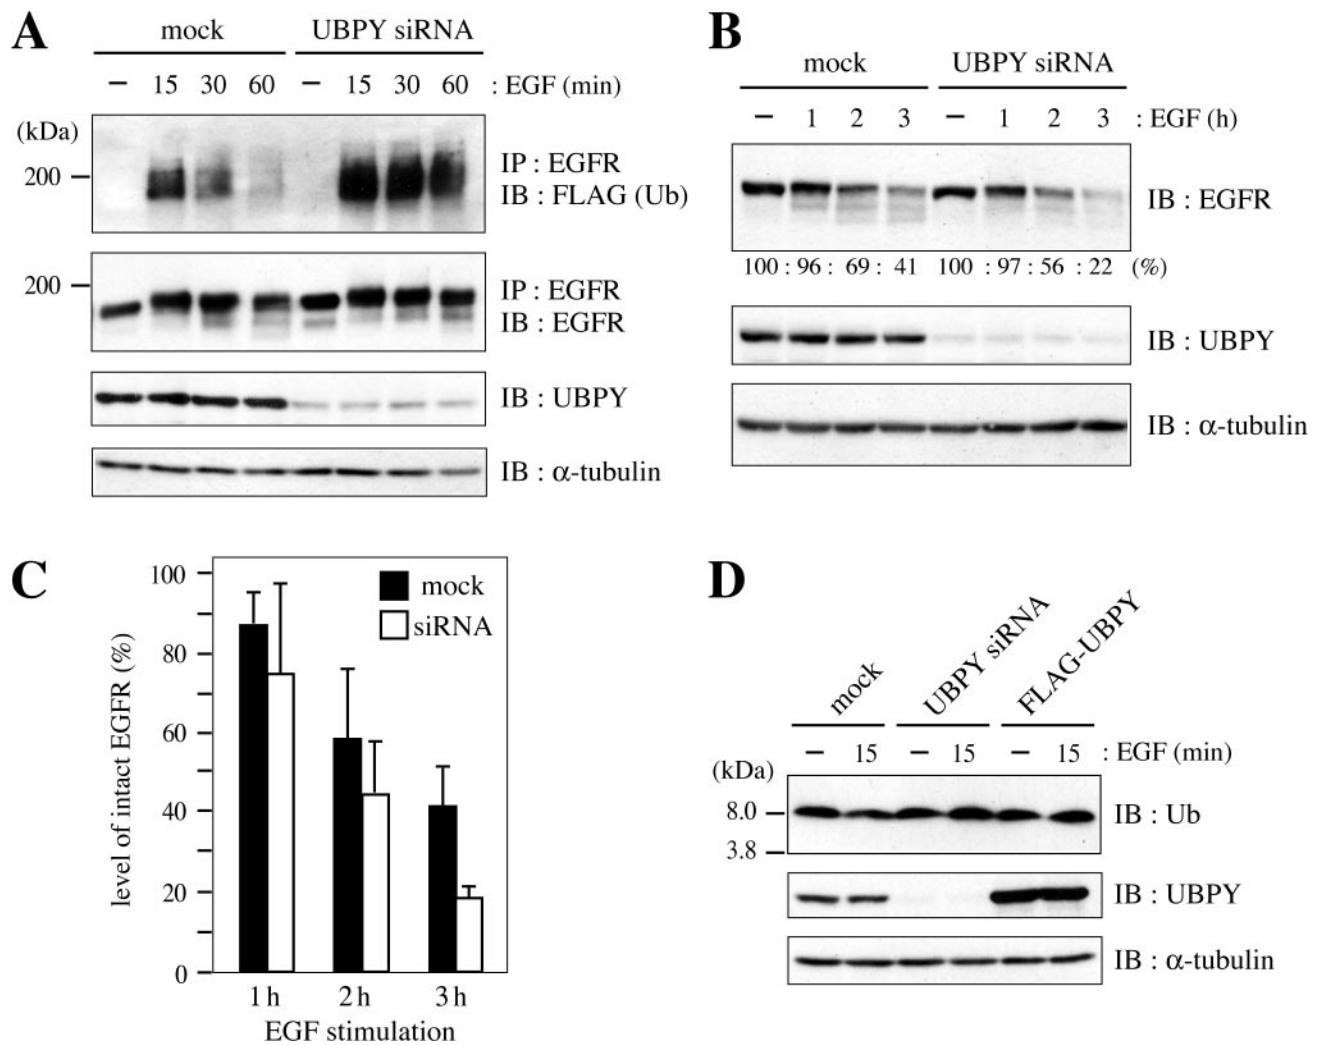 A
mock UBPY siRNA
– 15 30 60 – 15 30 60 : EGF (min)
(kDa)
200
IP : EGFR
IB : FLAG (Ub)
200
IP : EGFR
IB : EGFR
IB : UBPY
IB : α-tubulin
B
mock UBPY siRNA
– 1 2 3 – 1 2 3 : EGF (h)
IB : EGFR
100 : 96 : 69 : 41 100 : 97 : 56 : 22 (%)
IB : UBPY
IB : α-tubulin
C
level of intact EGFR (%)
100
80
60
40
20
0
mock
siRNA
1 h 2 h 3 h
EGF stimulation
D
mock UBPY siRNA FLAG-UBPY
– 15 – 15 – 15 : EGF (min)
(kDa)
8.0
3.8
IB : Ub
IB : UBPY
IB : α-tubulin